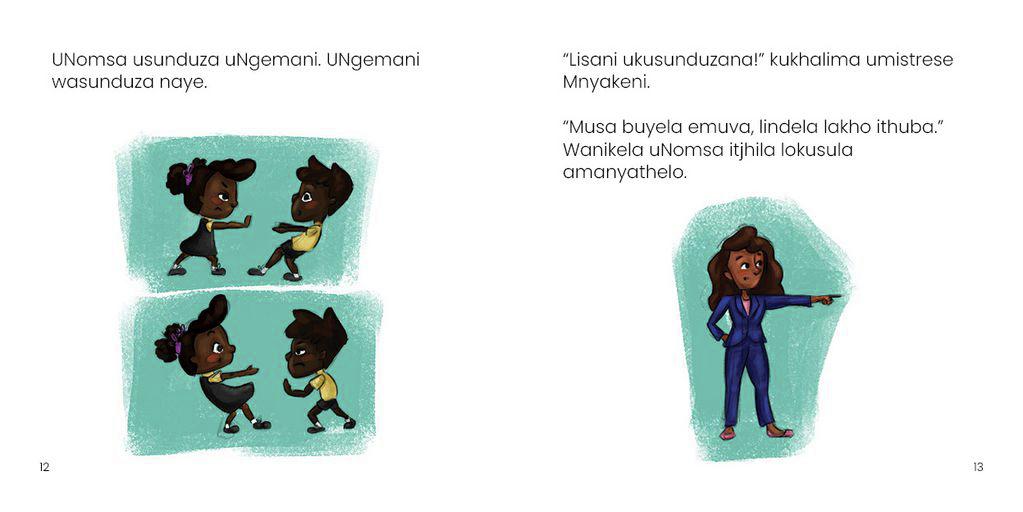 UNomsa usunduza uNgemani. UNgemani
wasunduza naye.
12
“Lisani ukusunduzana!” kukhalima umistrese
Mnyakeni.
“Musa buyela emuva, lindela lakho ithuba.”
Wanikela uNomsa itjhila lokusula
amanyathelo.
13